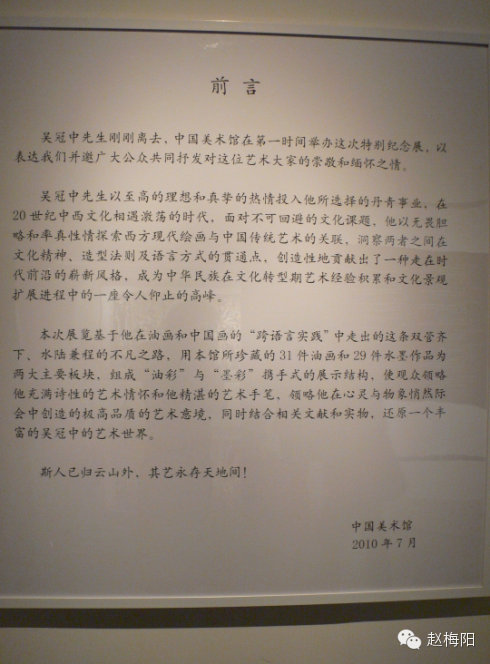 前言
吴冠中先生刚刚离去，中国美术馆在第一时间举办这次特别纪念展，以
表达我们并邀广大公众共同抒发对这位艺术大家的崇敬和缅怀之情。
吴冠中先生以至高的理想和真挚的热情投入他所选择的丹青事业，在
20世纪中西文化相遇激荡的时代，面对不可回避的文化课题，他以无畏胆
略和率真性情探索西方现代绘画与中国传统艺术的关联，洞察两者之间在
文化精神、造型法则及语言方式的贯通点，创造性地贡献出了一种走在时
代前沿的崭新风格，成为中华民族在文化转型期艺术经验积累和文化景观
扩展进程中的一座令人仰止的高峰。
本次展览基于他在油画和中国画的“跨语言实践”中走出的这条双管齐
下、水陆兼程的不凡之路，用本馆所珍藏的31件油画和29件水墨作品为
两大主要板块，组成“油彩”与“墨彩”携手式的展示结构，使观众领略
他充满诗性的艺术情怀和他精湛的艺术手笔，领略他在心灵与物象悄然际
会中创造的极高品质的艺术意境，同时结合相关文献和实物，还原一个丰
富的吴冠中的艺术世界。
斯人已归云山外，其艺永存天地间！
中国美术馆
2010年7月
赵梅阳